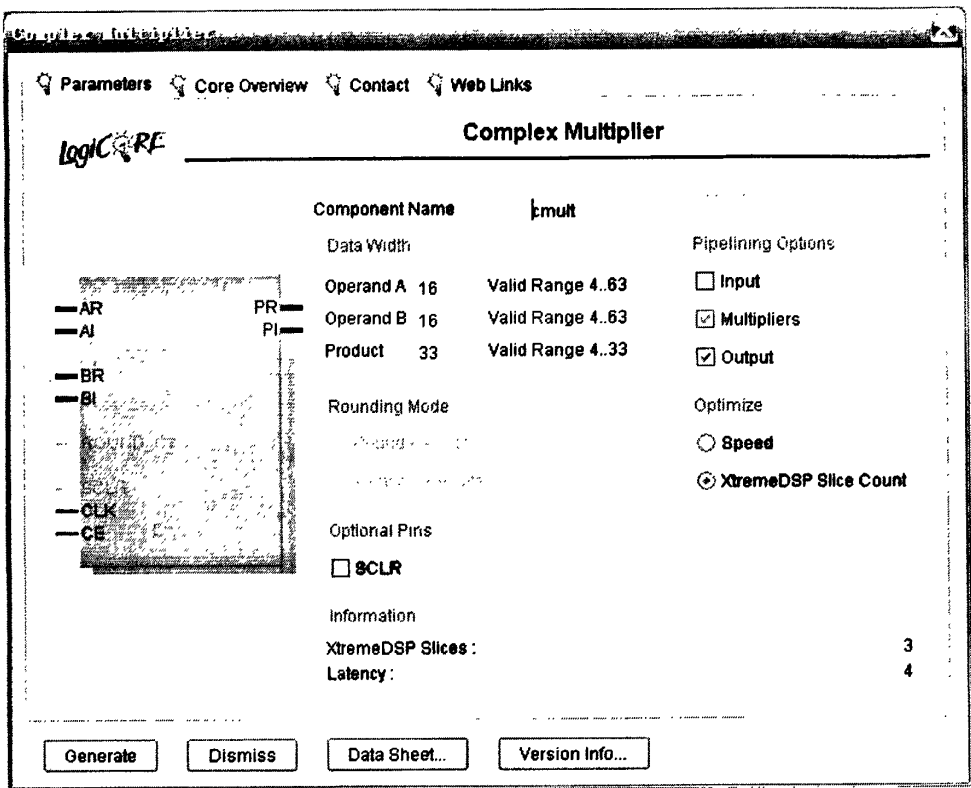 Complex Multiplier
Parameters Core Overview Contact Web Links
LogiCORE
Complex Multiplier
Component Name cmult
Data Width
Pipelining Options
Operand A 16 Valid Range 4..63
Input
Operand B 16 Valid Range 4..63
Multipliers
Product 33 Valid Range 4..33
Output
AR
AI
BR
BI
CLK
CE
PR
PI
Rounding Mode
Optimize
Speed
XtremeDSP Slice Count
Optional Pins
SCLR
Information
XtremeDSP Slices : 3
Latency : 4
Generate Dismiss Data Sheet... Version Info...